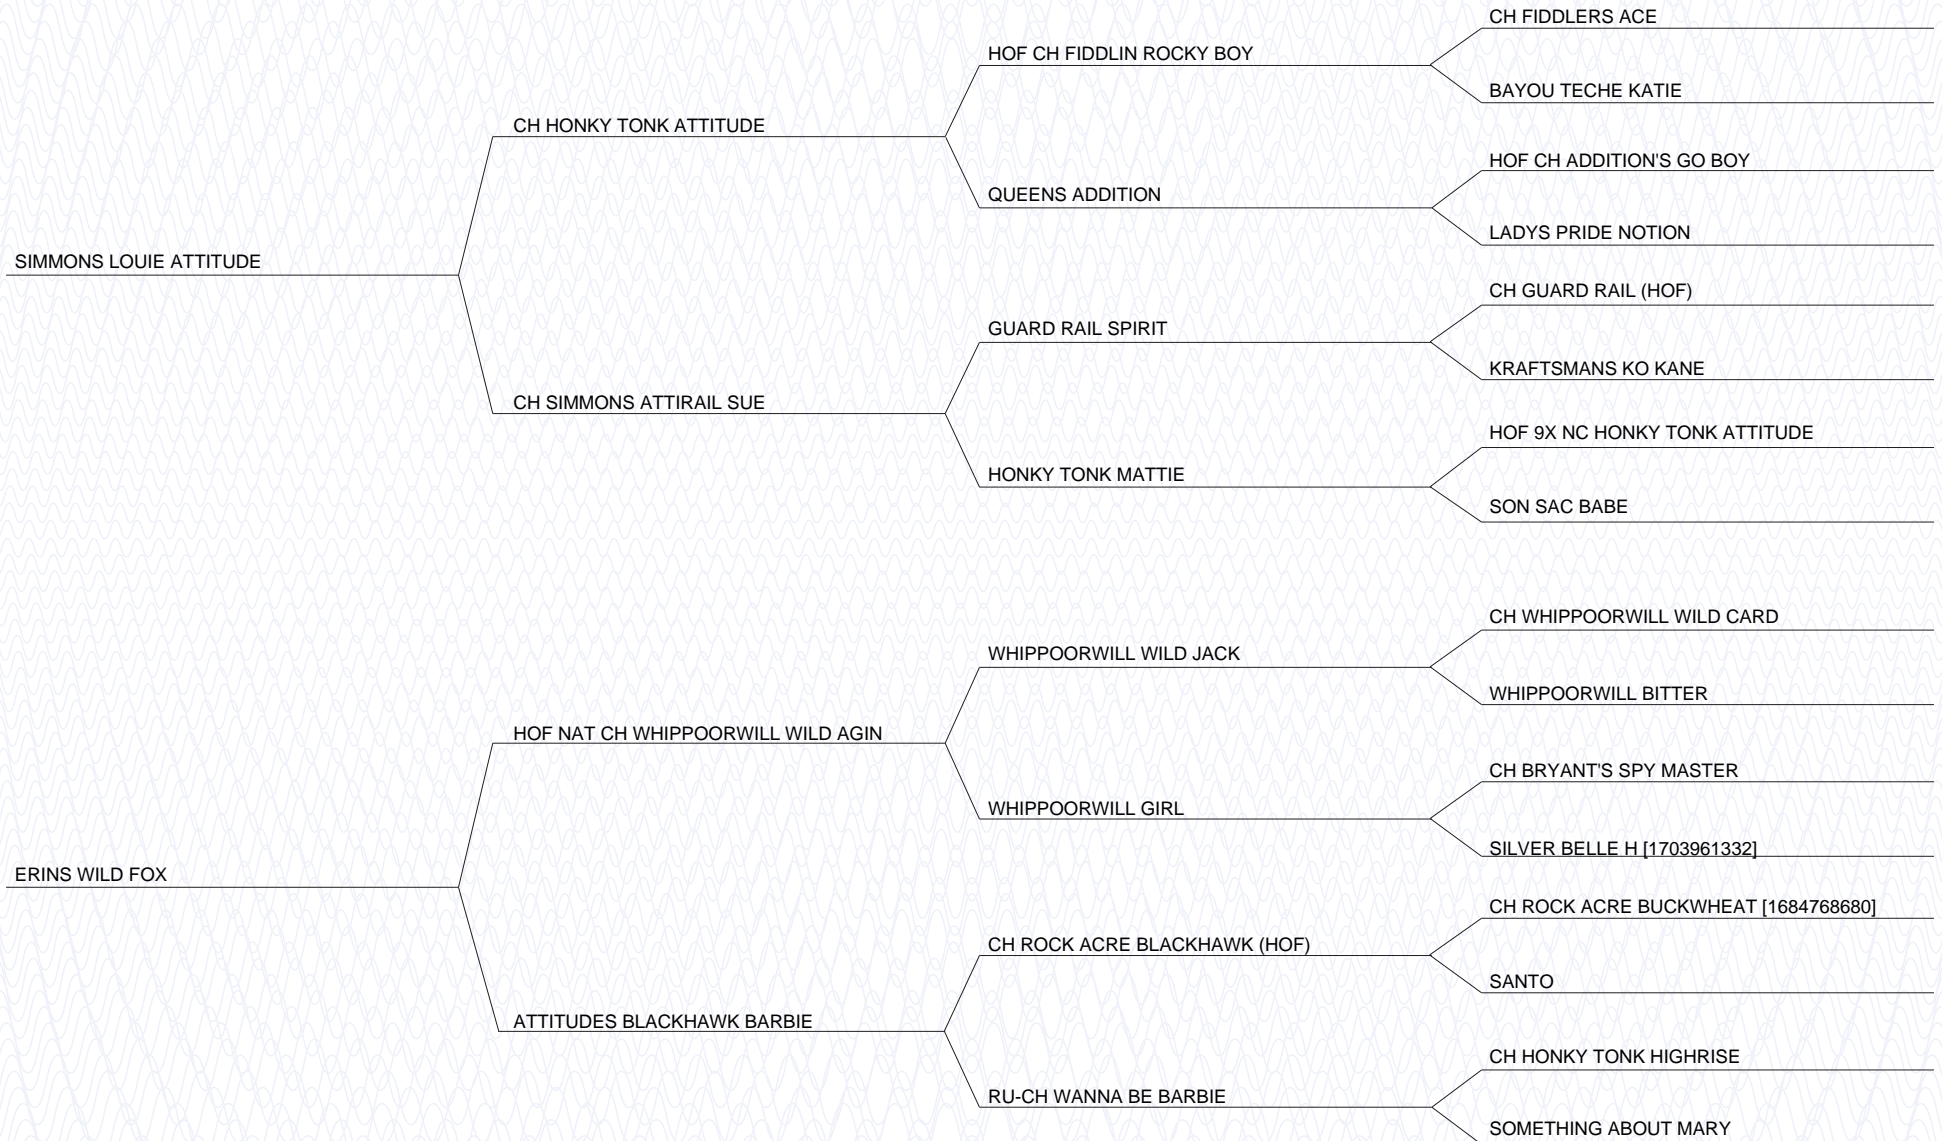 CH FIDDLERS ACE
HOF CH FIDDLIN ROCKY BOY
BAYOU TECHE KATIE
CH HONKY TONK ATTITUDE
HOF CH ADDITION'S GO BOY
QUEENS ADDITION
LADYS PRIDE NOTION
SIMMONS LOUIE ATTITUDE
CH GUARD RAIL (HOF)
GUARD RAIL SPIRIT
KRAFTSMANS KO KANE
CH SIMMONS ATTIRAIL SUE
HOF 9X NC HONKY TONK ATTITUDE
HONKY TONK MATTIE
SON SAC BABE
CH WHIPPOORWILL WILD CARD
WHIPPOORWILL WILD JACK
WHIPPOORWILL BITTER
HOF NAT CH WHIPPOORWILL WILD AGIN
CH BRYANT'S SPY MASTER
WHIPPOORWILL GIRL
SILVER BELLE H [1703961332]
ERINS WILD FOX
CH ROCK ACRE BUCKWHEAT [1684768680]
CH ROCK ACRE BLACKHAWK (HOF)
SANTO
ATTITUDES BLACKHAWK BARBIE
CH HONKY TONK HIGHRISE
RU-CH WANNA BE BARBIE
SOMETHING ABOUT MARY